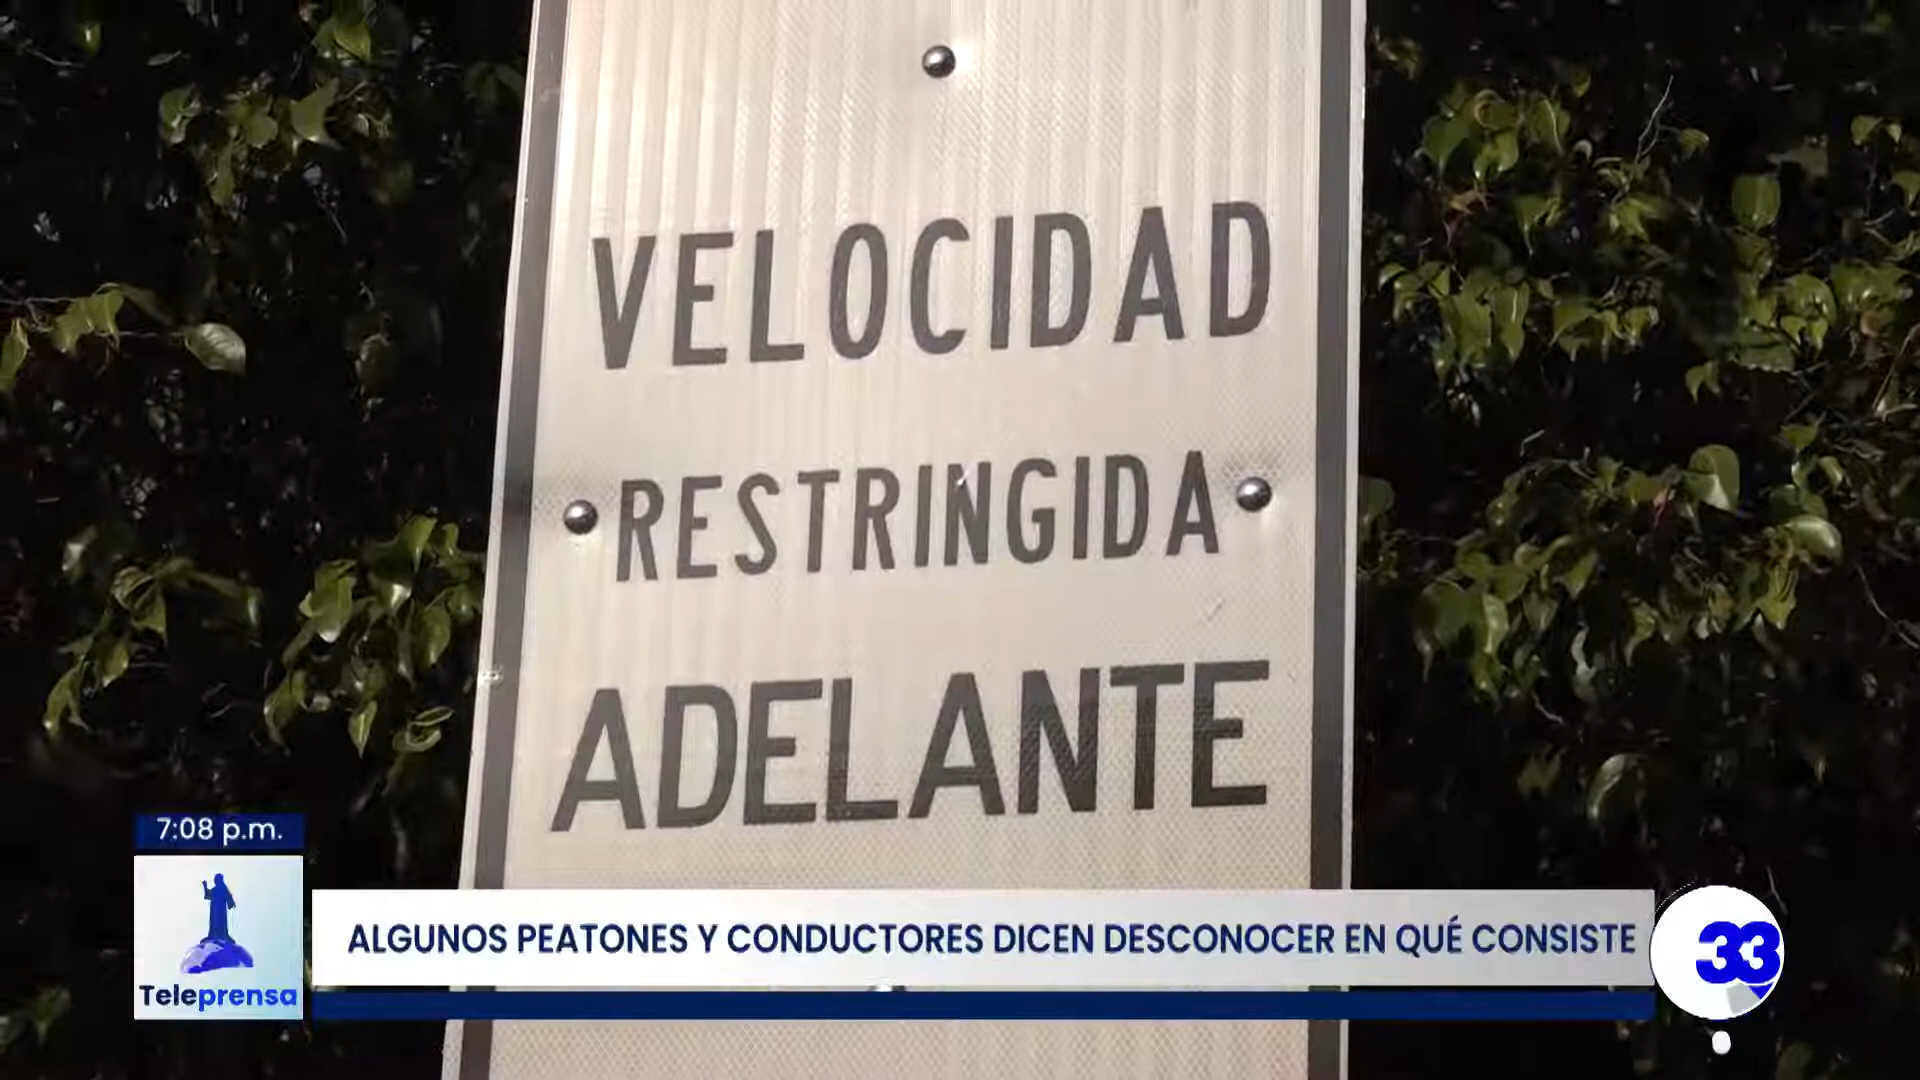 VELOCIDAD
RESTRINGIDA
ADELANTE
7:08 p.m.
Teleprensa
ALGUNOS PEATONES Y CONDUCTORES DICEN DESCONOCER EN QUÉ CONSISTE
33